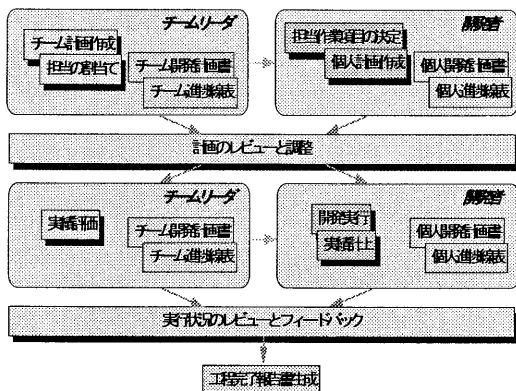 チームリーダ
チーム計画作成
担当の割当て
チーム開発計画書
チーム進捗線表
開発者
担当作業項目の決定
個人計画作成
個人開発計画書
個人進捗線表
計画のレビューと調整
チームリーダ
実績評価
チーム開発計画書
チーム進捗線表
開発者
開発実行
実績計上
個人開発計画書
個人進捗線表
実行状況のレビューとフィードバック
工程完了報告書生成